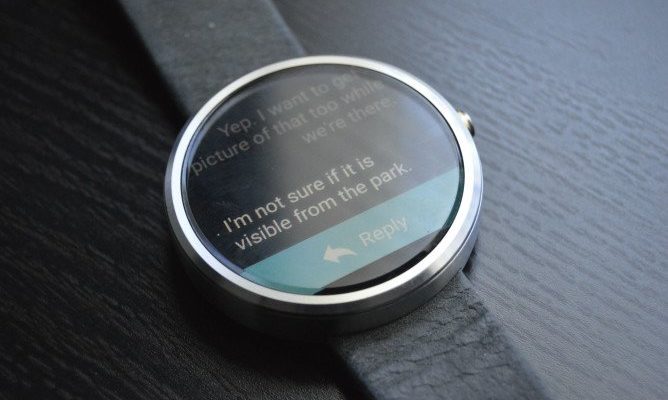 Yep, I want to get
picture of that too while
we're there.
I'm not sure if it is
visible from the park.
Reply